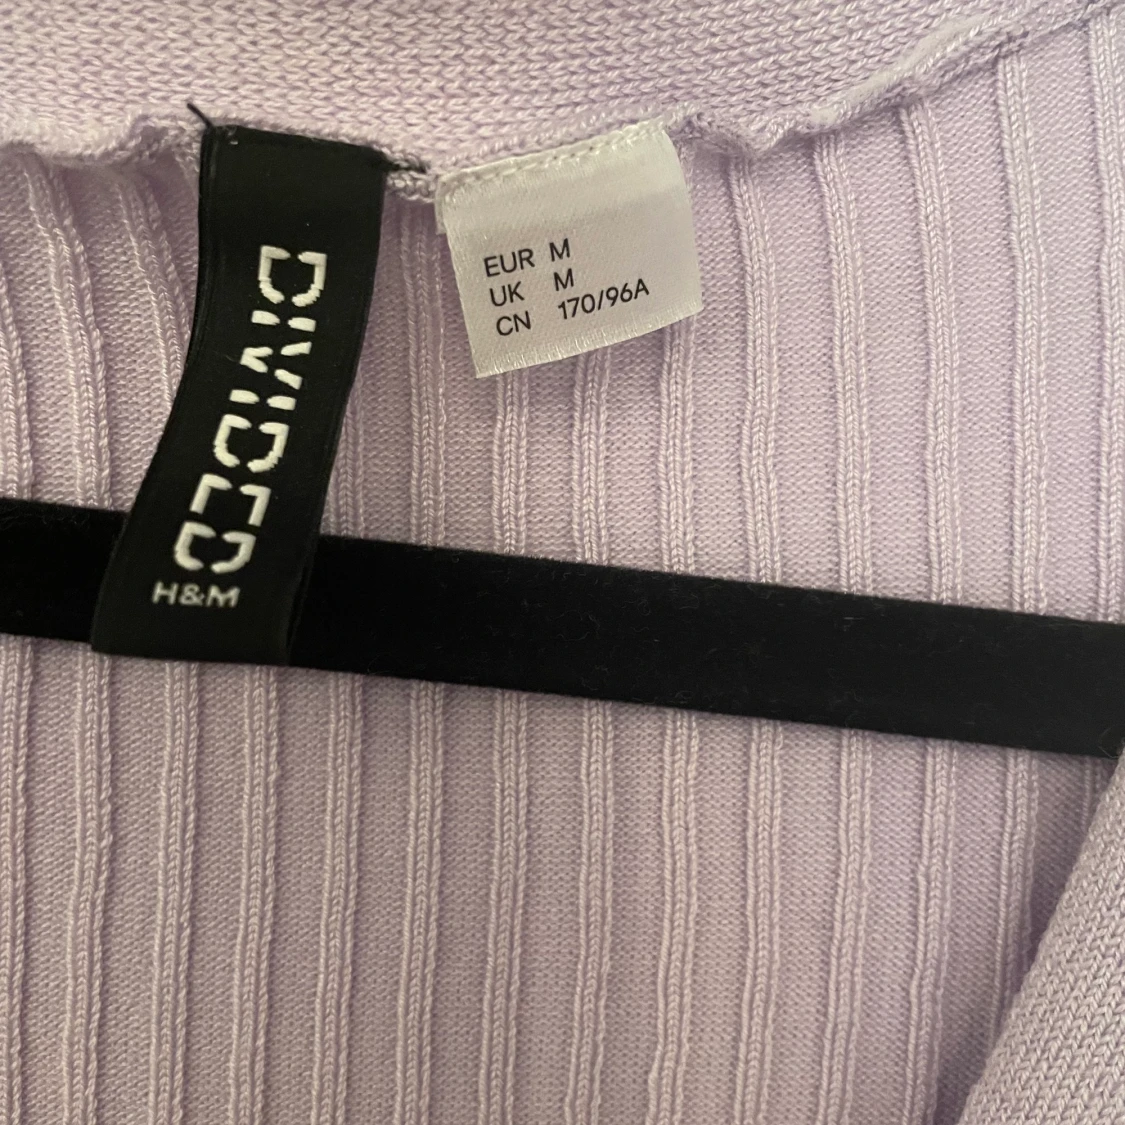 DIVIDED
H&M
EUR M
UK M
CN 170/96A